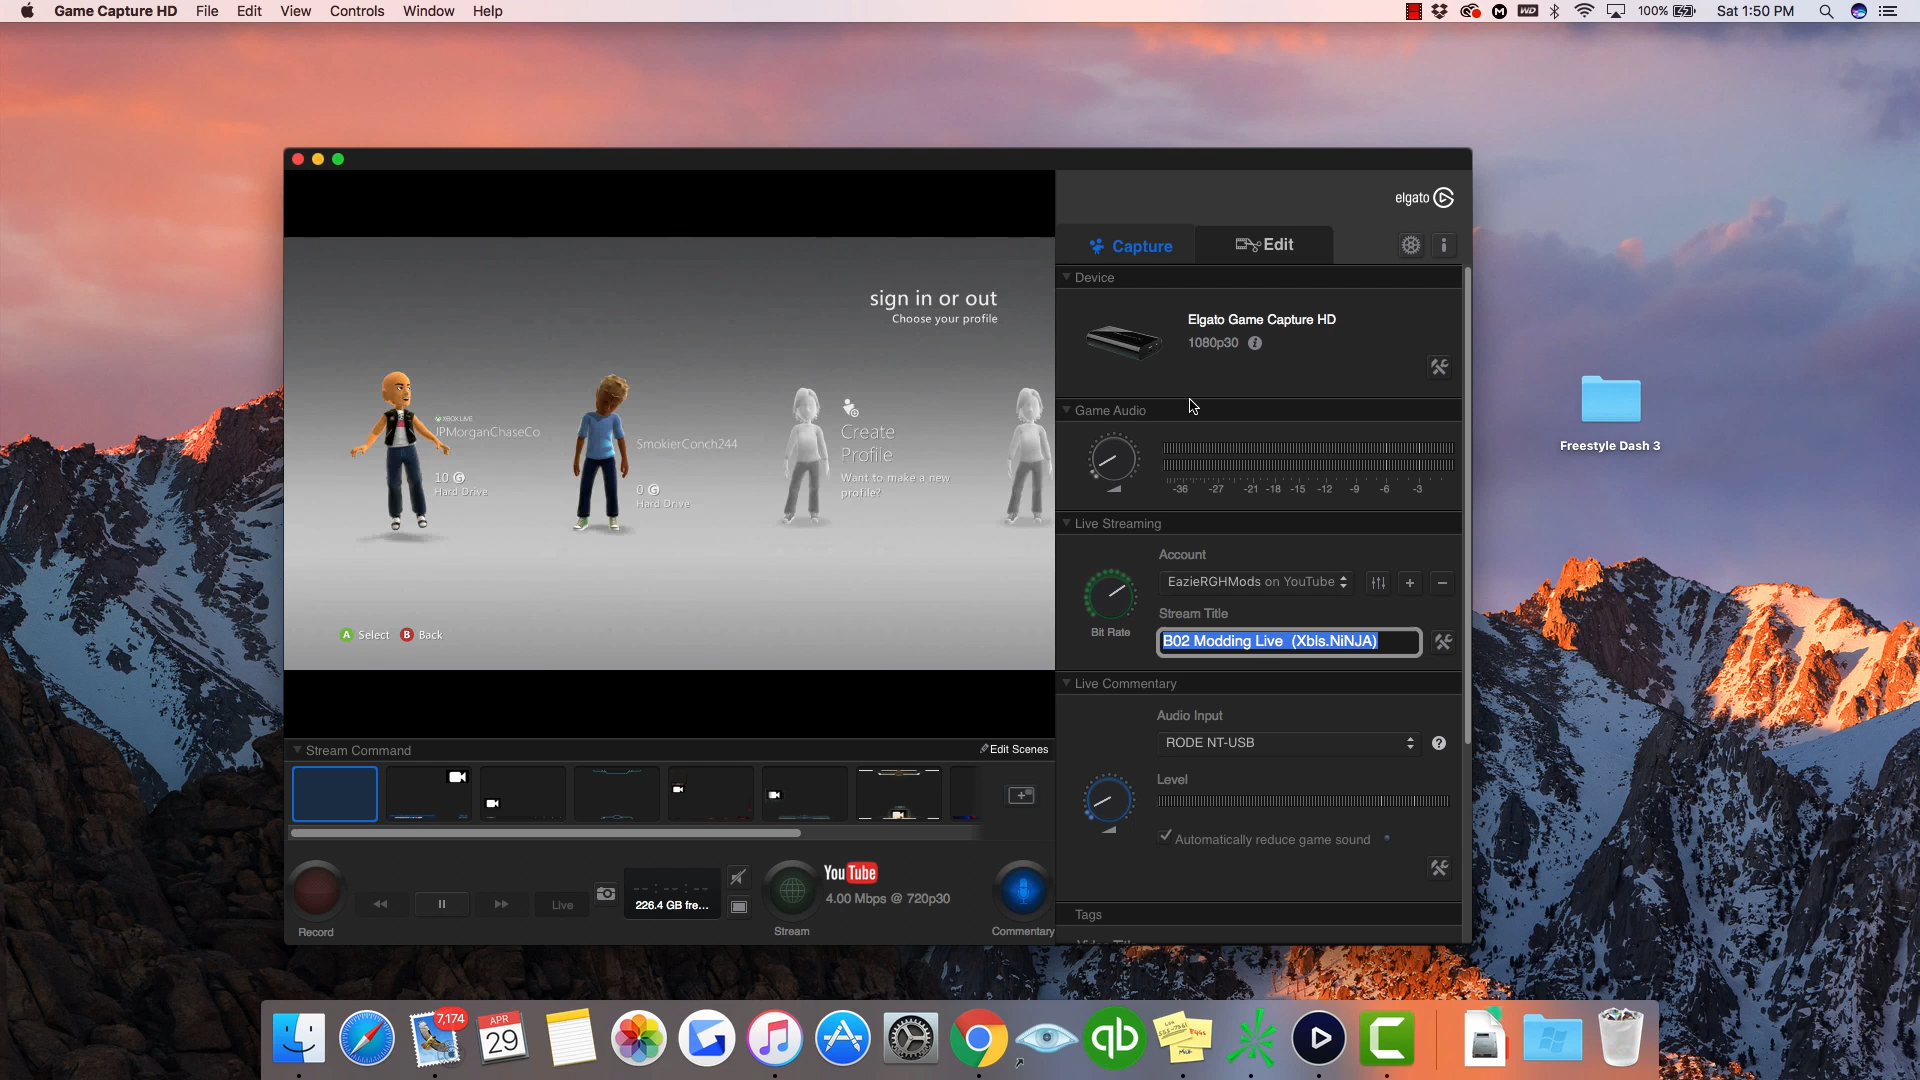 Game Capture HD File Edit View Controls Window Help
WD 100% Sat 1:50 PM
elgato
Capture
Edit
Device
Elgato Game Capture HD
1080p30
sign in or out
Choose your profile
XBOX LIVE
JPMorganChaseCo
10 G
Hard Drive
SmokierConch244
0 G
Hard Drive
Create
Profile
Want to make a new
profile?
A Select B Back
Game Audio
-36 -27 -21 -18 -15 -12 -9 -6 -3
Freestyle Dash 3
Live Streaming
Account
EazieRGHMods on YouTube
Stream Title
Bit Rate
B02 Modding Live (Xbls.NiNJA)
Live Commentary
Audio Input
RODE NT-USB
Level
Automatically reduce game sound
Tags
Stream Command
Edit Scenes
Record
Live
226.4 GB fre...
YouTube
4.00 Mbps @ 720p30
Stream
Commentary
7,174
APR
29
qb